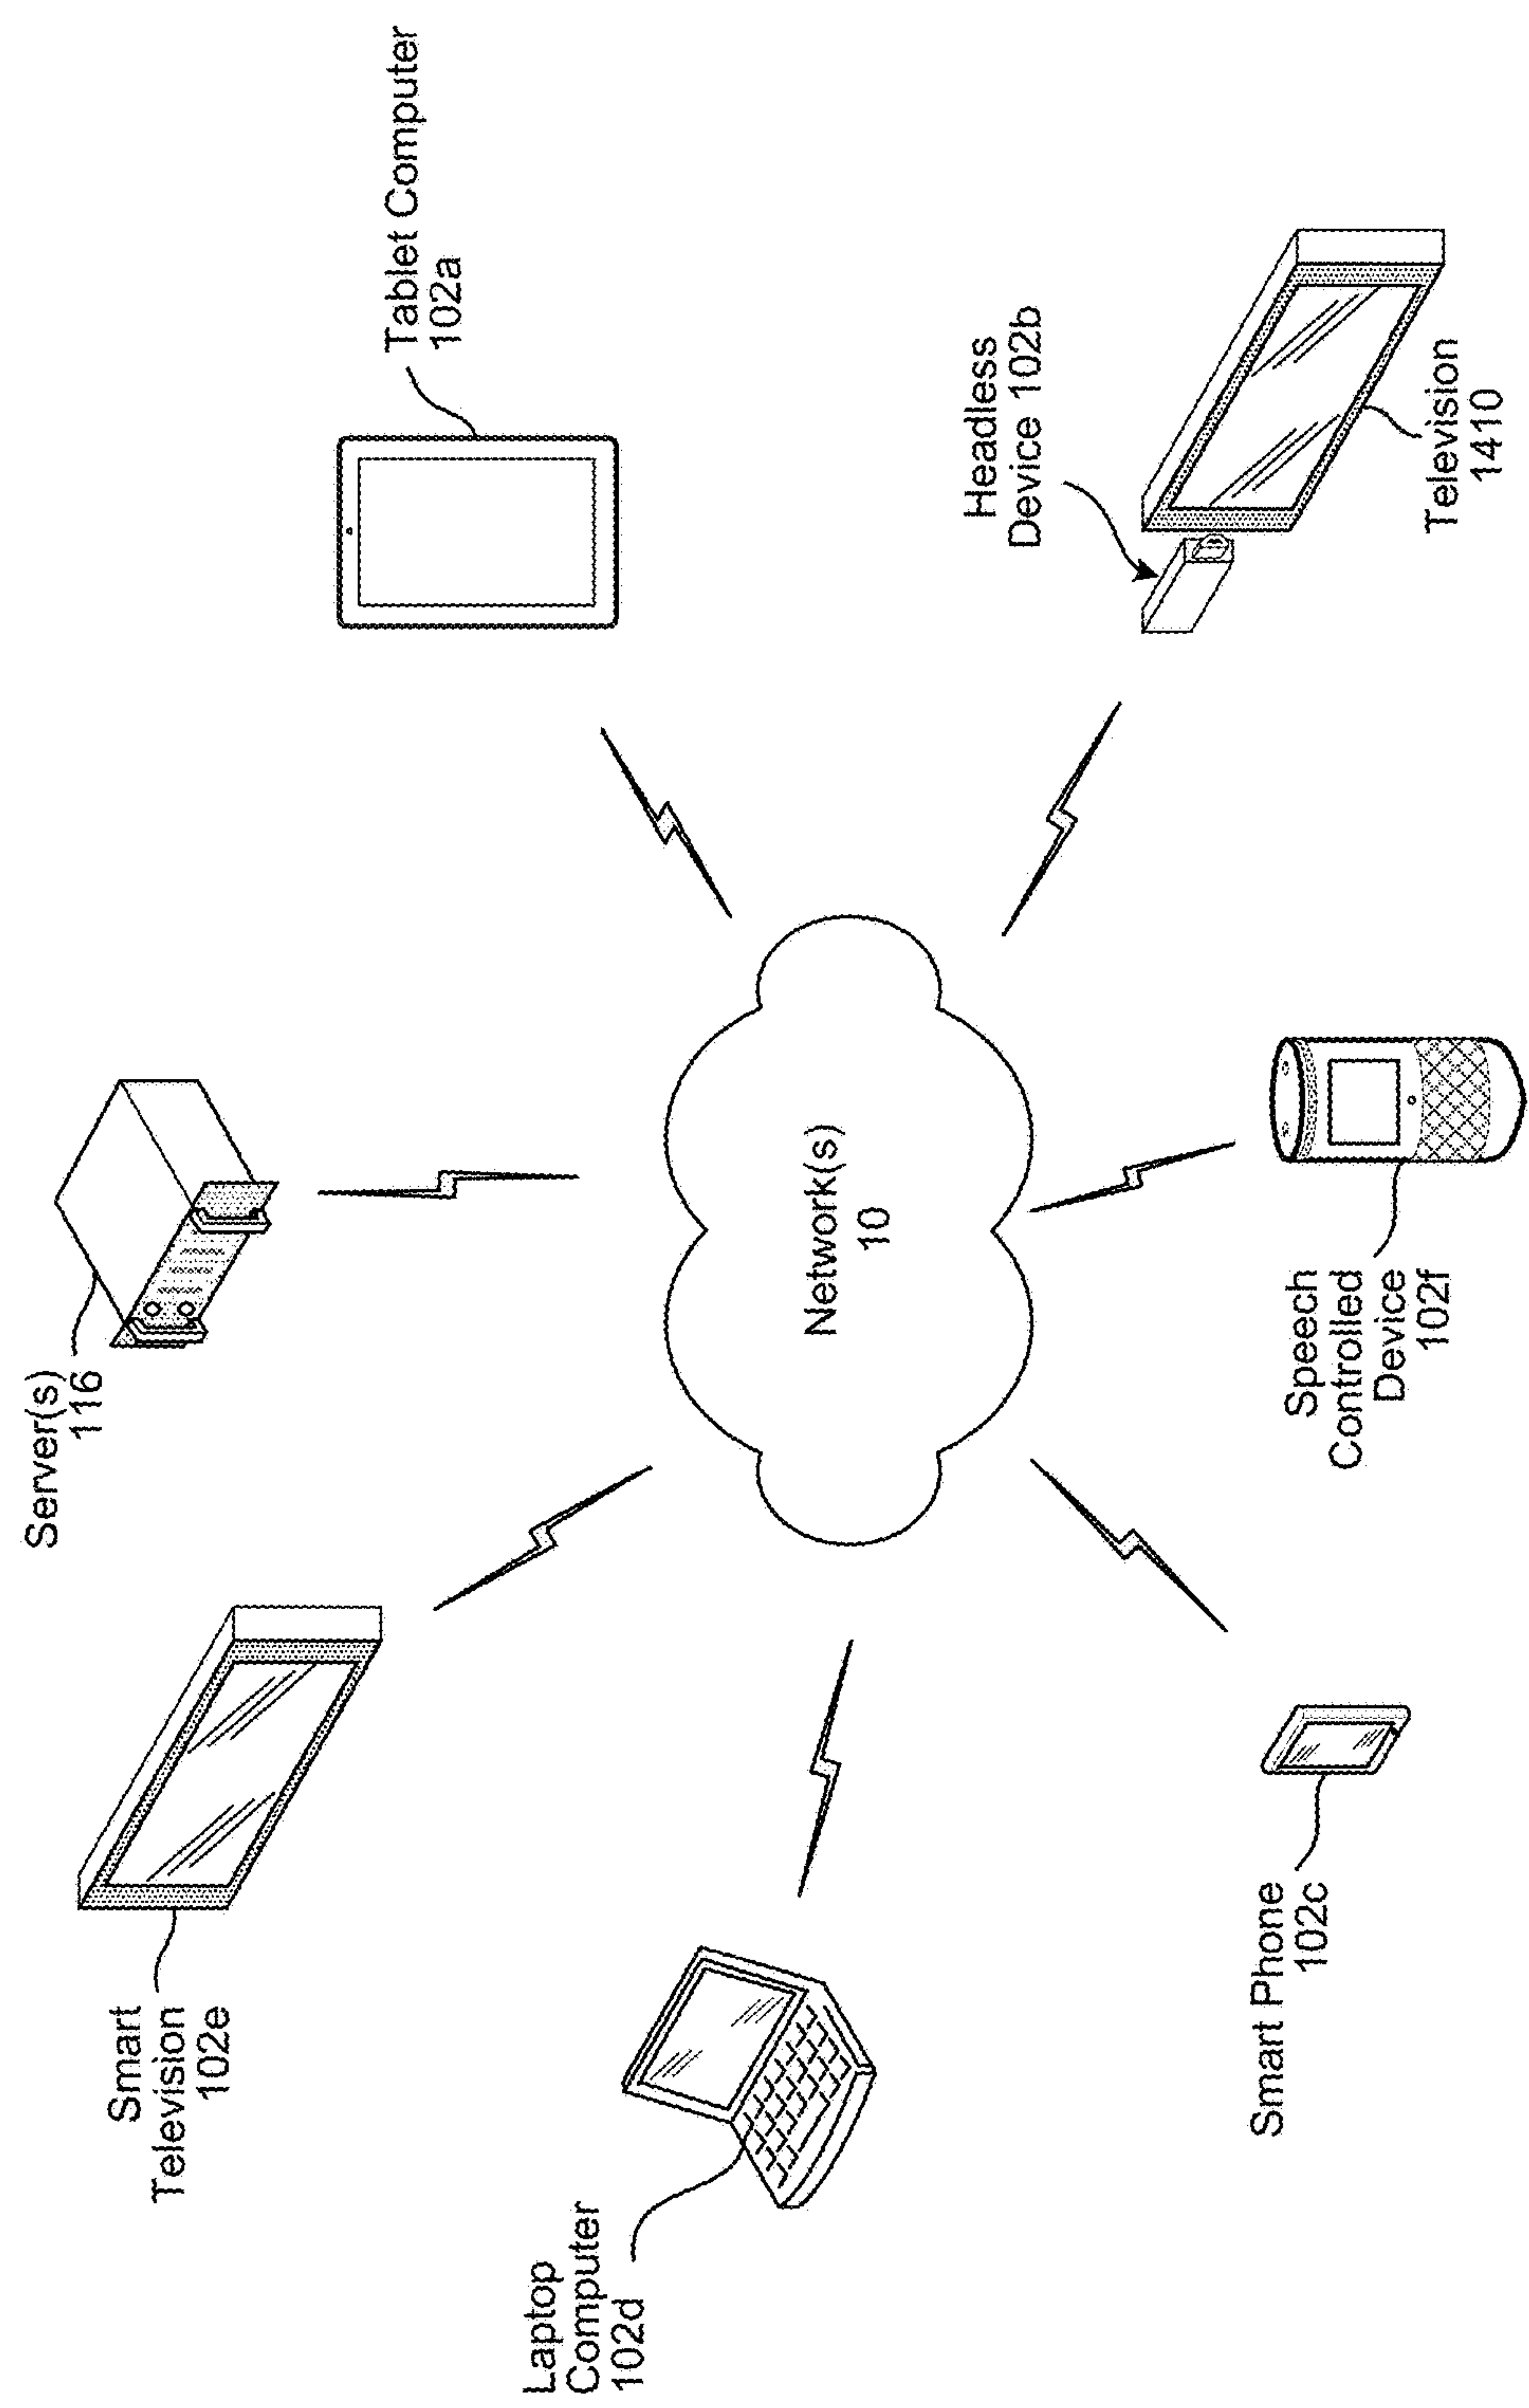 Server(s)
116
Smart
Television
102e
Tablet Computer
102a
Laptop
Computer
102d
Network(s)
10
Headless
Device 102b
Television
1410
Smart Phone
102c
Speech
Controlled
Device
102f